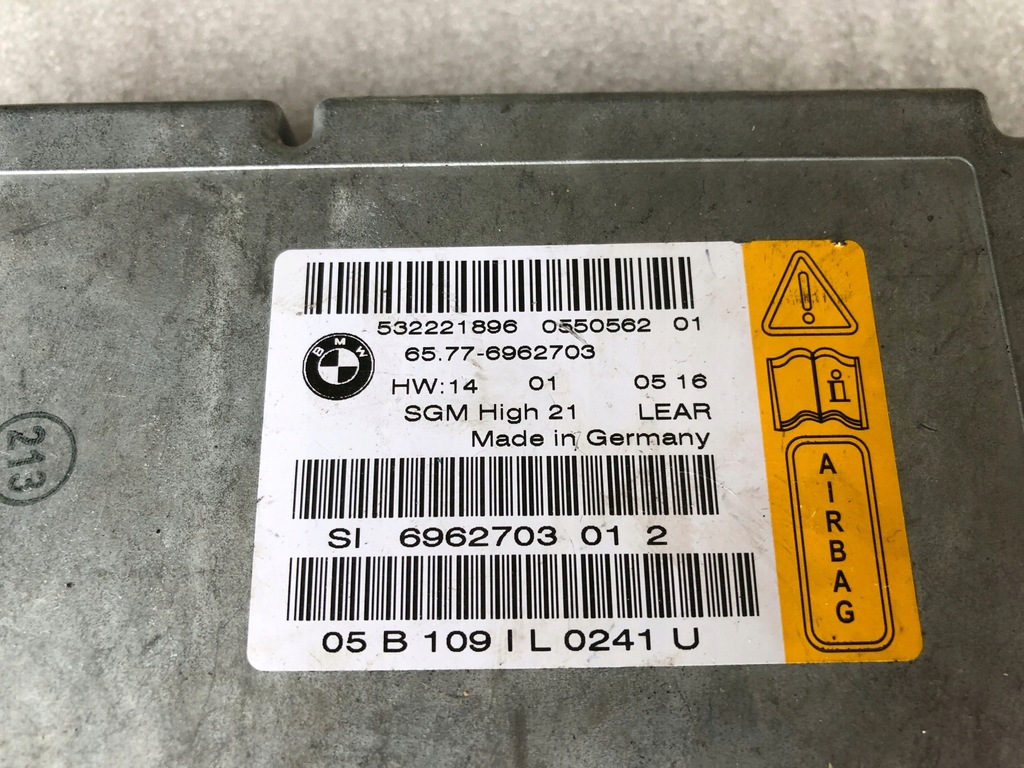 532221896 0550562 01
BMW
65.77-6962703
HW:14 01 05 16
SGM High 21 LEAR
Made in Germany
SI 6962703 01 2
05 B 109 I L 0241 U
i
AIRBAG
213